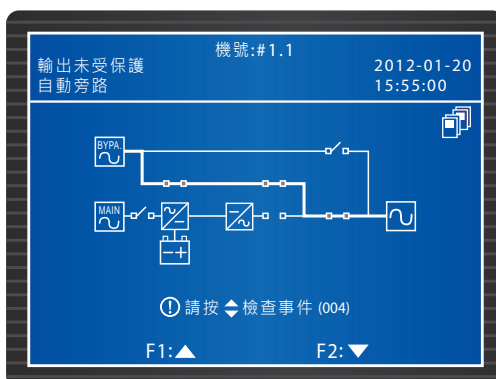 機號:#1.1
輸出未受保護
2012-01-20
自動旁路
15:55:00
BYPA.
MAIN
請按檢查事件 (004)
F1:
F2: